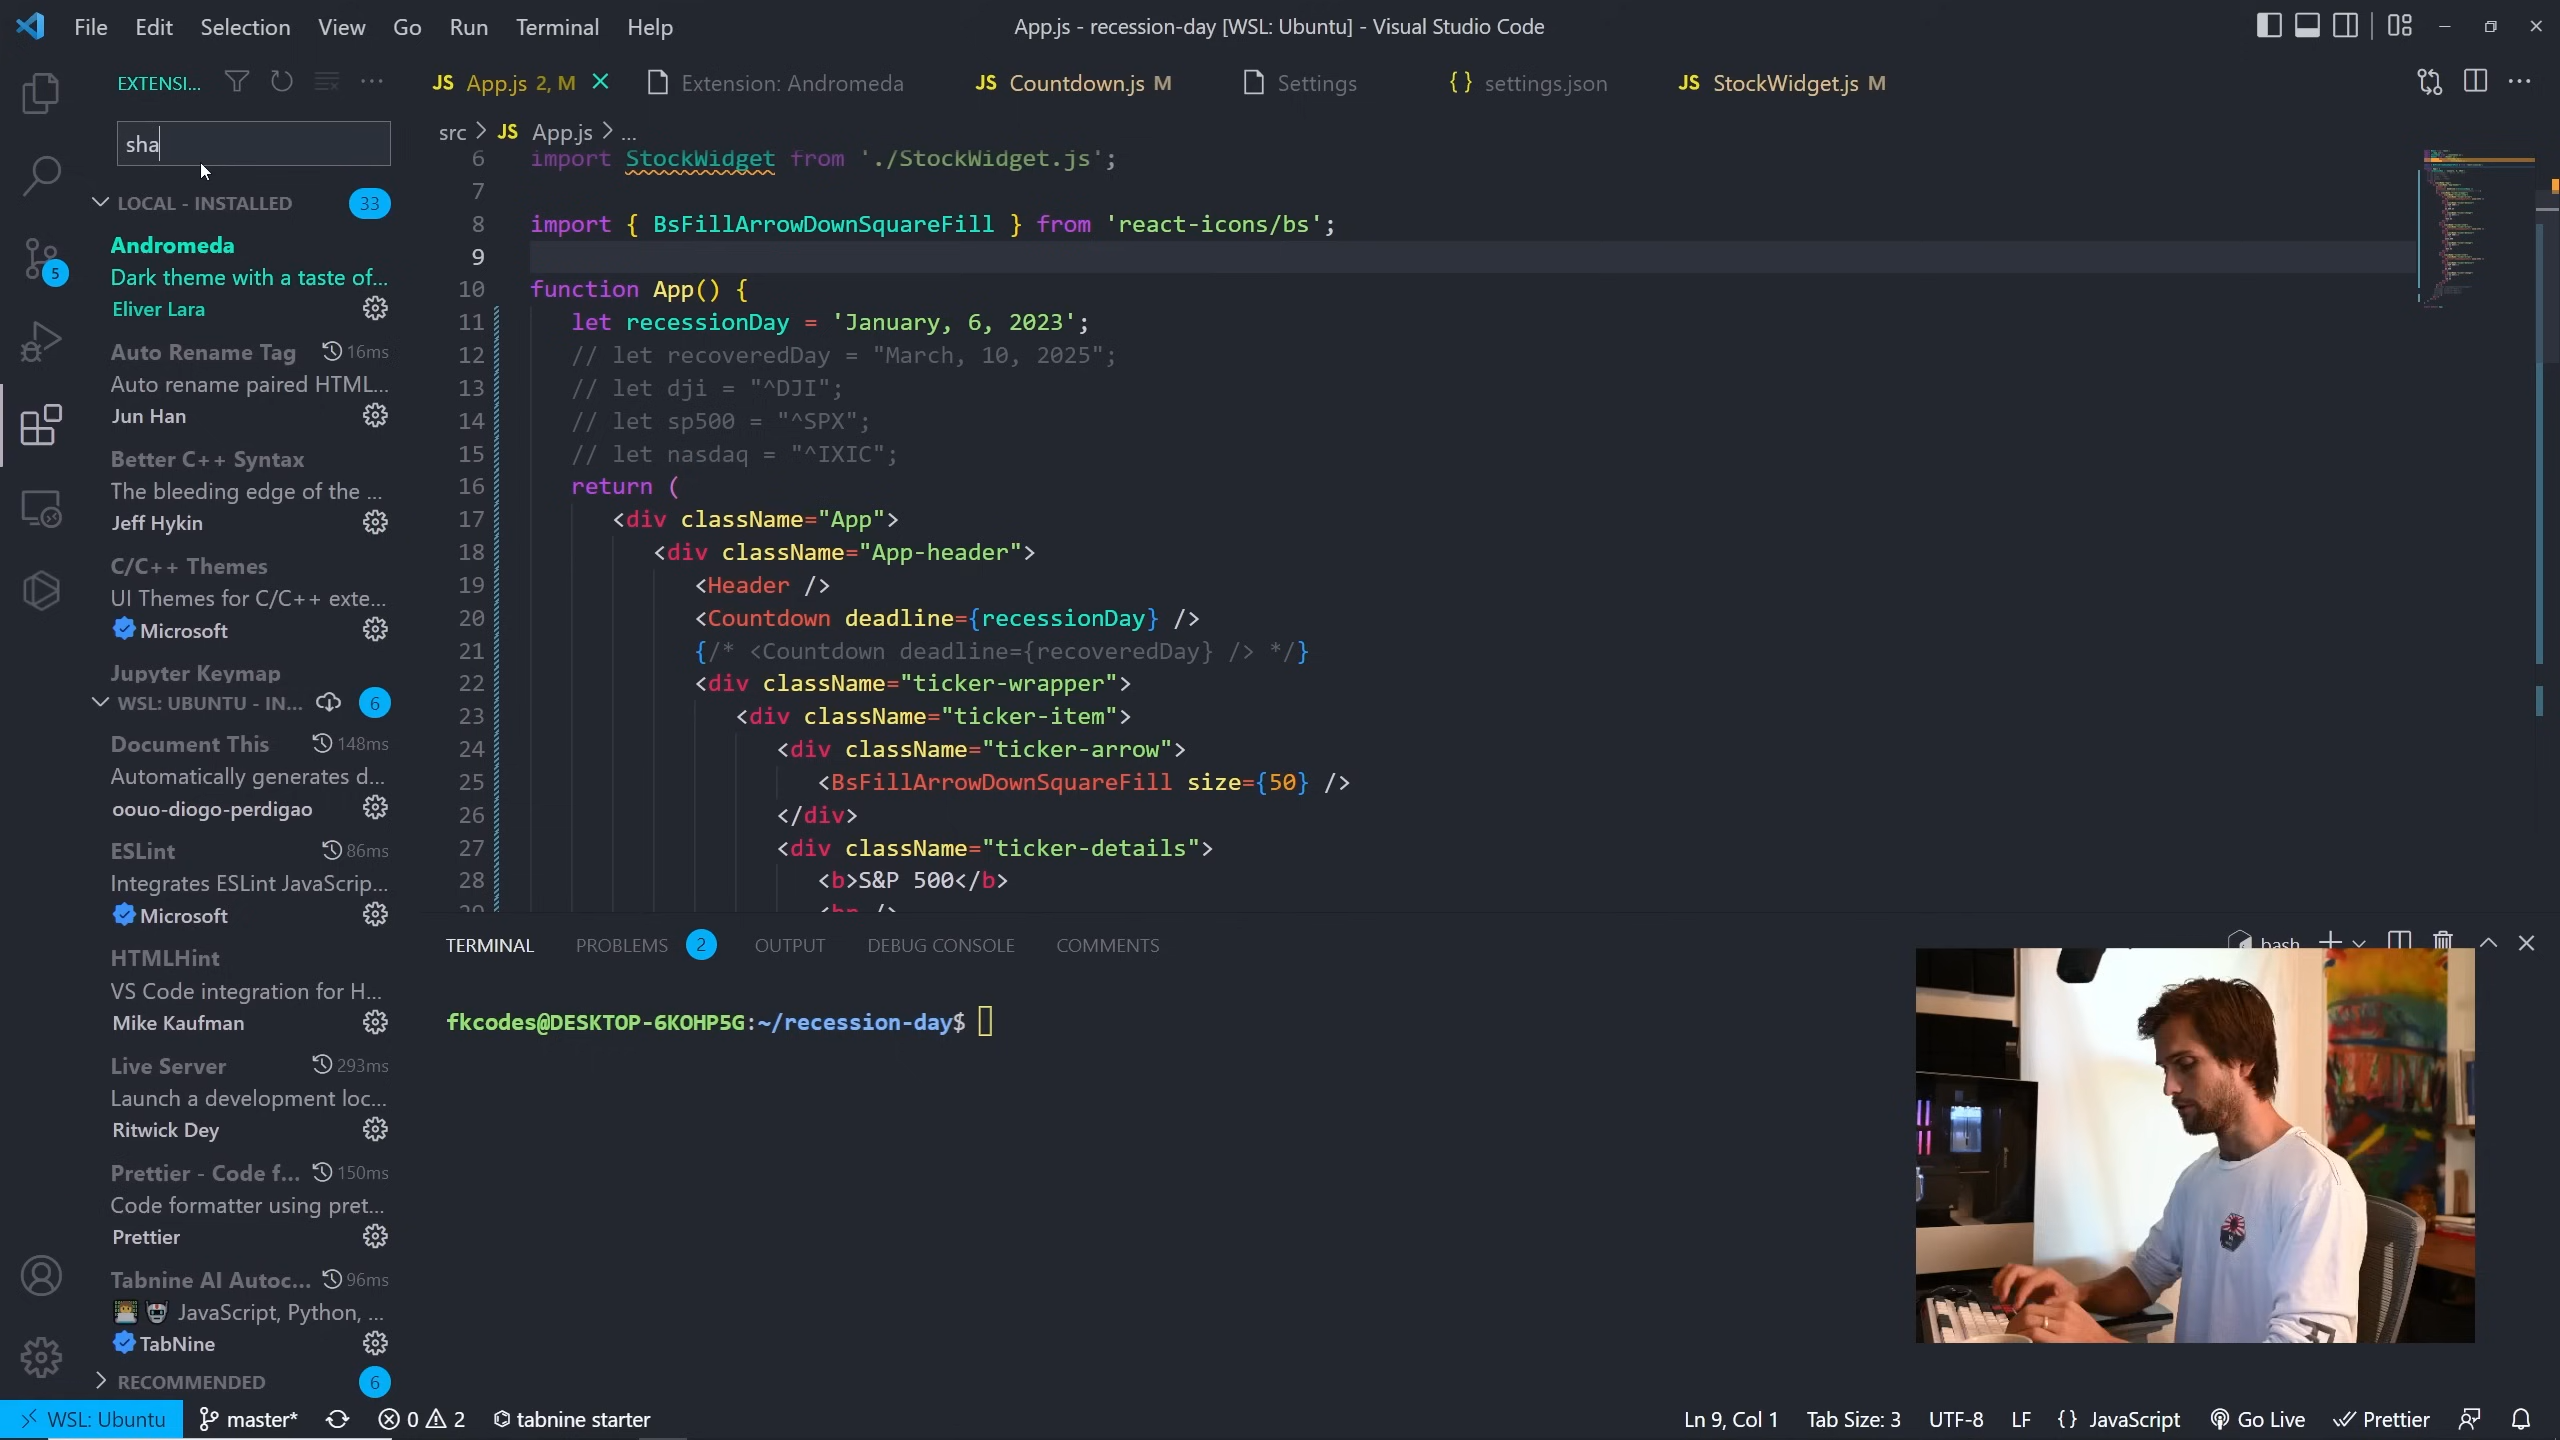 File Edit Selection View Go Run Terminal Help
App.js - recession-day [WSL: Ubuntu] - Visual Studio Code
EXTENSI...
JS App.js 2, M
Extension: Andromeda
JS Countdown.js M
Settings
{} settings.json
JS StockWidget.js M
sha
LOCAL - INSTALLED 33
Andromeda
Dark theme with a taste of...
Eliver Lara
Auto Rename Tag 16ms
Auto rename paired HTML...
Jun Han
Better C++ Syntax
The bleeding edge of the ...
Jeff Hykin
C/C++ Themes
UI Themes for C/C++ exte...
Microsoft
Jupyter Keymap
WSL: UBUNTU - IN... 6
Document This 148ms
Automatically generates d...
oouo-diogo-perdigao
ESLint 86ms
Integrates ESLint JavaScrip...
Microsoft
HTMLHint
VS Code integration for H...
Mike Kaufman
Live Server 293ms
Launch a development loc...
Ritwick Dey
Prettier - Code f... 150ms
Code formatter using pret...
Prettier
Tabnine AI Autoc... 96ms
JavaScript, Python, ...
TabNine
RECOMMENDED 6
5
src > JS App.js > ...
6 import StockWidget from './StockWidget.js';
7
8 import { BsFillArrowDownSquareFill } from 'react-icons/bs';
9
10 function App() {
11 let recessionDay = 'January, 6, 2023';
12 // let recoveredDay = "March, 10, 2025";
13 // let dji = "^DJI";
14 // let sp500 = "^SPX";
15 // let nasdaq = "^IXIC";
16 return (
17 <div className="App">
18 <div className="App-header">
19 <Header />
20 <Countdown deadline={recessionDay} />
21 {/* <Countdown deadline={recoveredDay} /> */}
22 <div className="ticker-wrapper">
23 <div className="ticker-item">
24 <div className="ticker-arrow">
25 <BsFillArrowDownSquareFill size={50} />
26 </div>
27 <div className="ticker-details">
28 <b>S&P 500</b>
TERMINAL PROBLEMS 2 OUTPUT DEBUG CONSOLE COMMENTS
bash
fkcodes@DESKTOP-6KOHP5G:~/recession-day$
WSL: Ubuntu master* 0 2 tabnine starter
Ln 9, Col 1 Tab Size: 3 UTF-8 LF {} JavaScript Go Live Prettier